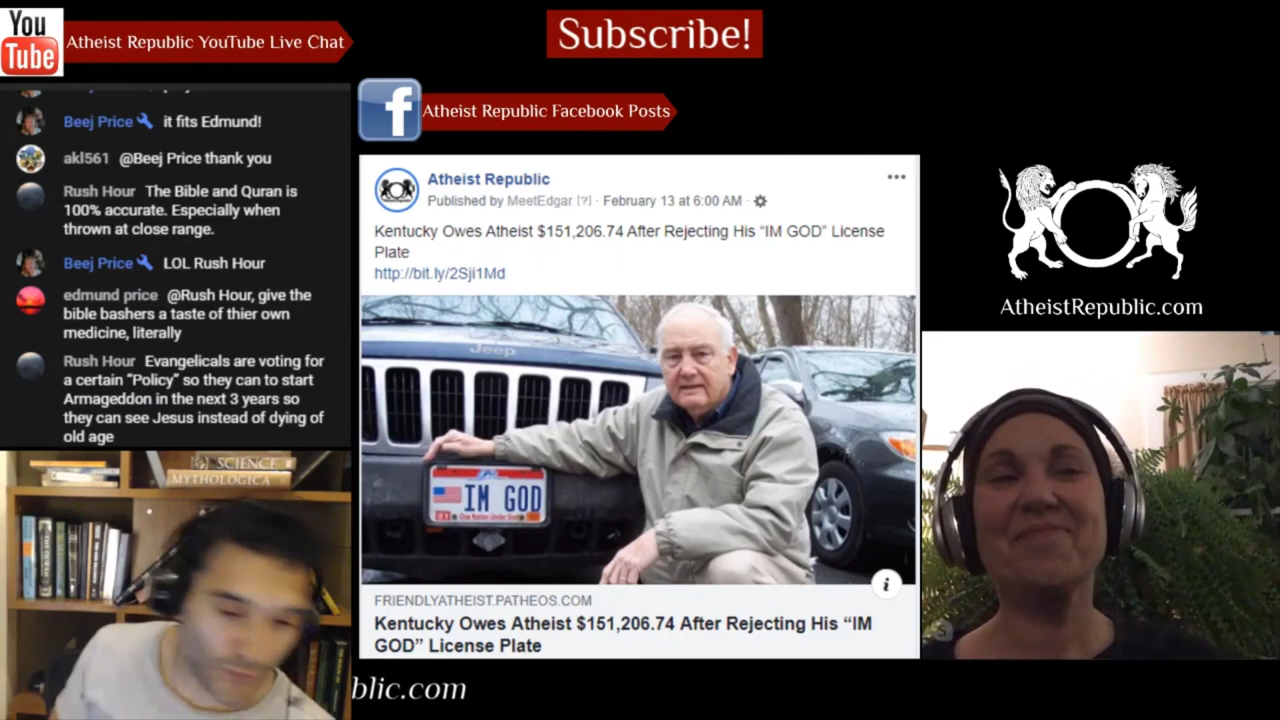 You
Tube
Atheist Republic YouTube Live Chat
Subscribe!
Beej Price it fits Edmund!
akl561 @Beej Price thank you
Rush Hour The Bible and Quran is
100% accurate. Especially when
thrown at close range.
Beej Price LOL Rush Hour
edmund price @Rush Hour, give the
bible bashers a taste of thier own
medicine, literally
Rush Hour Evangelicals are voting for
a certain “Policy” so they can to start
Armageddon in the next 3 years so
they can see Jesus instead of dying of
old age
f
Atheist Republic Facebook Posts
Atheist Republic
Published by MeetEdgar [?] · February 13 at 6:00 AM ·
Kentucky Owes Atheist $151,206.74 After Rejecting His “IM GOD” License
Plate
http://bit.ly/2Sji1Md
Jeep
IM GOD
One Nation Under God
i
FRIENDLYATHEIST.PATHEOS.COM
Kentucky Owes Atheist $151,206.74 After Rejecting His “IM
GOD” License Plate
AtheistRepublic.com
SCIENCE
MYTHOLOGICA
blic.com